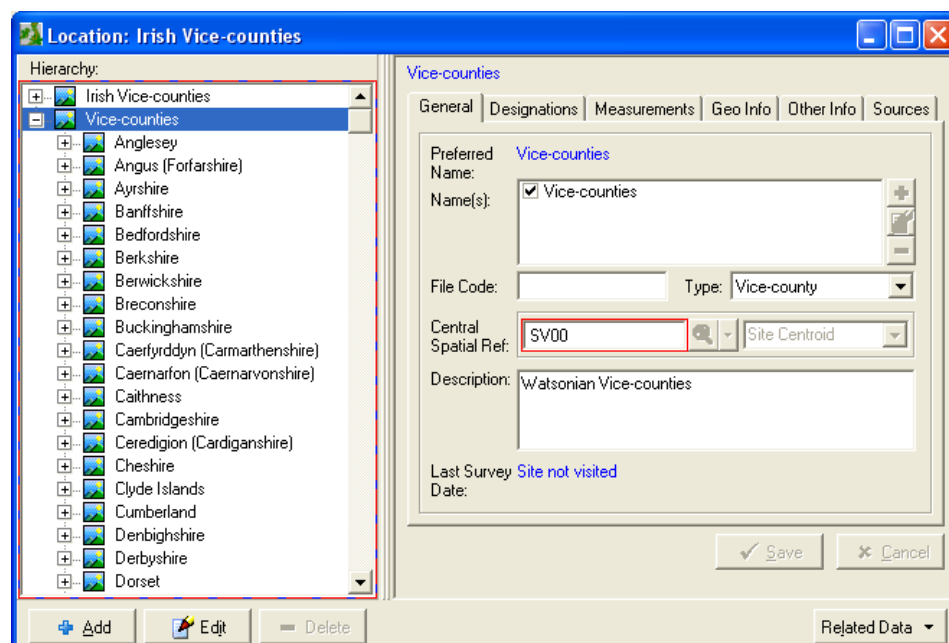 Location: Irish Vice-counties
Hierarchy:
Irish Vice-counties
Vice-counties
Anglesey
Angus (Forfarshire)
Ayrshire
Banffshire
Bedfordshire
Berkshire
Berwickshire
Breconshire
Buckinghamshire
Caerfyrddyn (Carmarthenshire)
Caernarfon (Caernarvonshire)
Caithness
Cambridgeshire
Ceredigion (Cardiganshire)
Cheshire
Clyde Islands
Cumberland
Denbighshire
Derbyshire
Dorset
Add Edit Delete
Vice-counties
General Designations Measurements Geo Info Other Info Sources
Preferred Name: Vice-counties
Name(s): Vice-counties
File Code: Type: Vice-county
Central Spatial Ref: SV00 Site Centroid
Description: Watsonian Vice-counties
Last Survey Date: Site not visited
Save Cancel
Related Data